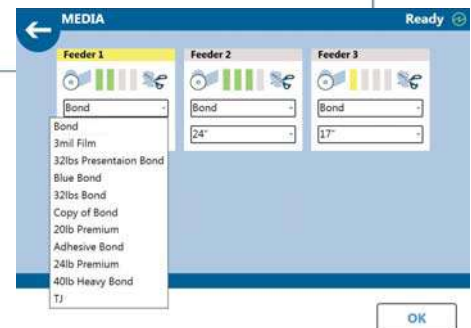 MEDIA
Ready
Feeder 1
Feeder 2
Feeder 3
Bond
Bond
Bond
24"
17"
Bond
3mil Film
32lbs Presentaion Bond
Blue Bond
32lbs Bond
Copy of Bond
20lb Premium
Adhesive Bond
24lb Premium
40lb Heavy Bond
TJ
OK